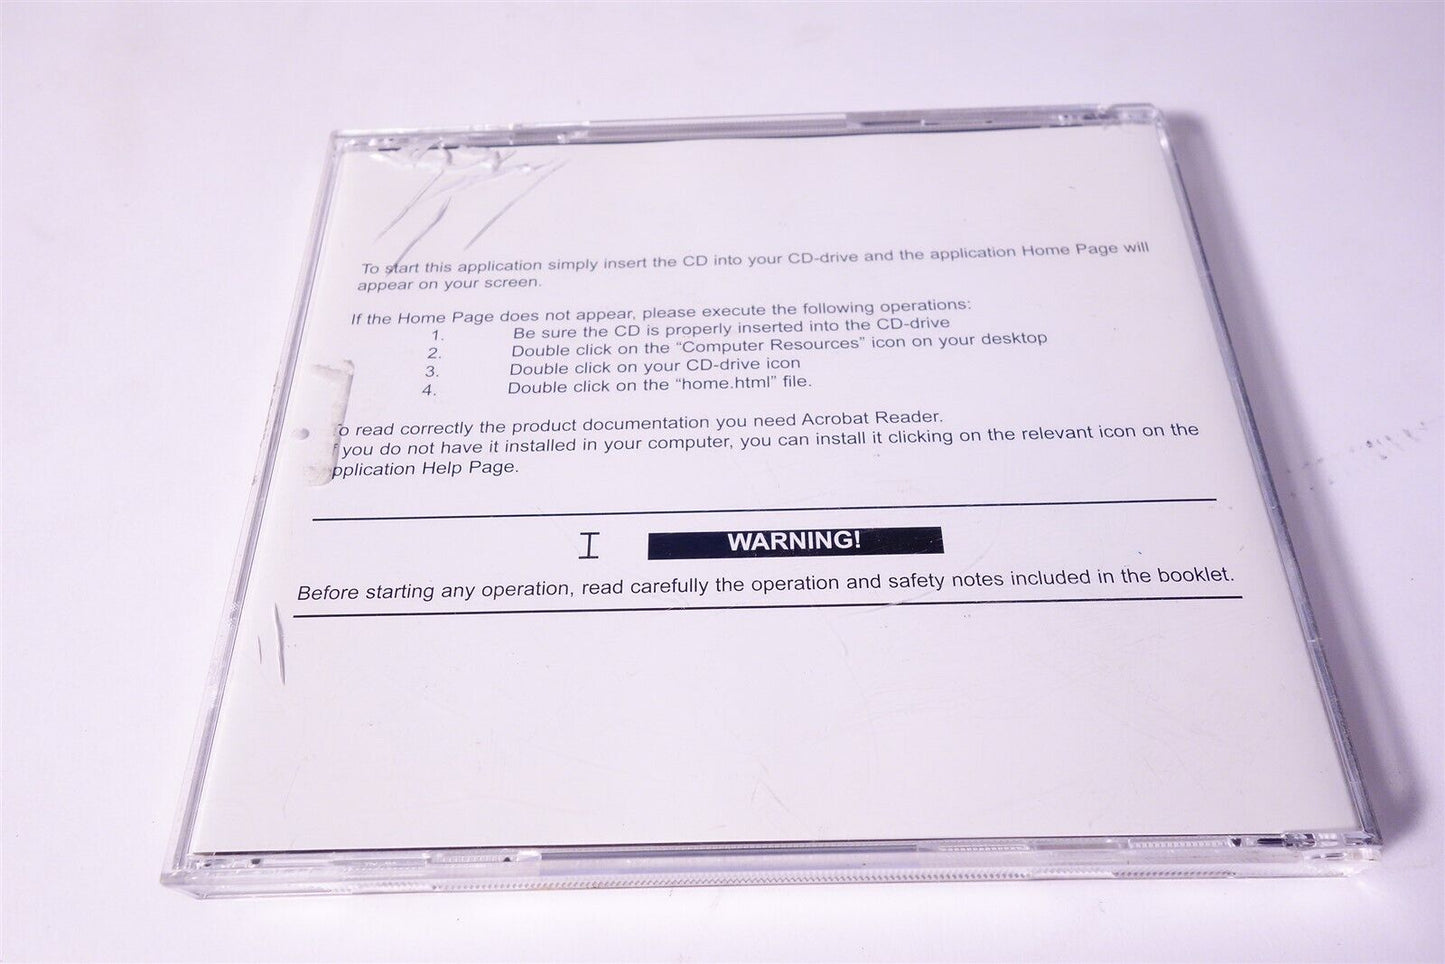 To start this application simply insert the CD into your CD-drive and the application Home Page will
appear on your screen.
If the Home Page does not appear, please execute the following operations:
1. Be sure the CD is properly inserted into the CD-drive
2. Double click on the “Computer Resources” icon on your desktop
3. Double click on your CD-drive icon
4. Double click on the “home.html” file.
o read correctly the product documentation you need Acrobat Reader.
you do not have it installed in your computer, you can install it clicking on the relevant icon on the
pplication Help Page.
I WARNING!
Before starting any operation, read carefully the operation and safety notes included in the booklet.